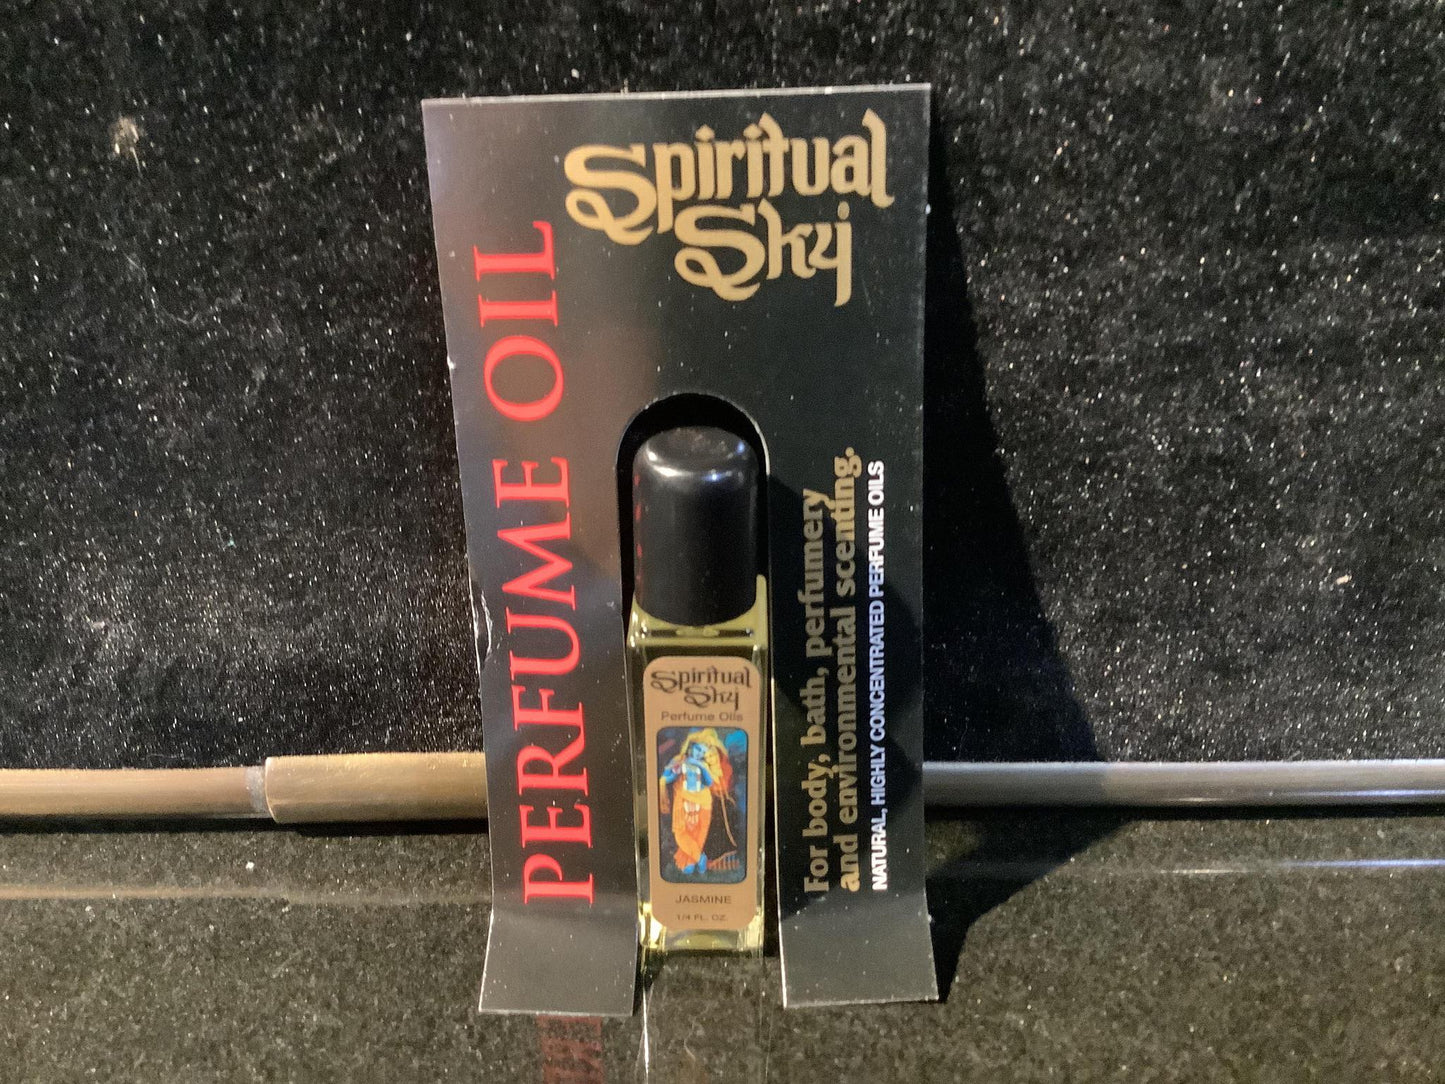 Spiritual
Sky
PERFUME OIL
For body, bath, perfumery
and environmental scenting.
NATURAL, HIGHLY CONCENTRATED PERFUME OILS
Spiritual
Sky
Perfume Oils
JASMINE
1/4 FL. OZ.